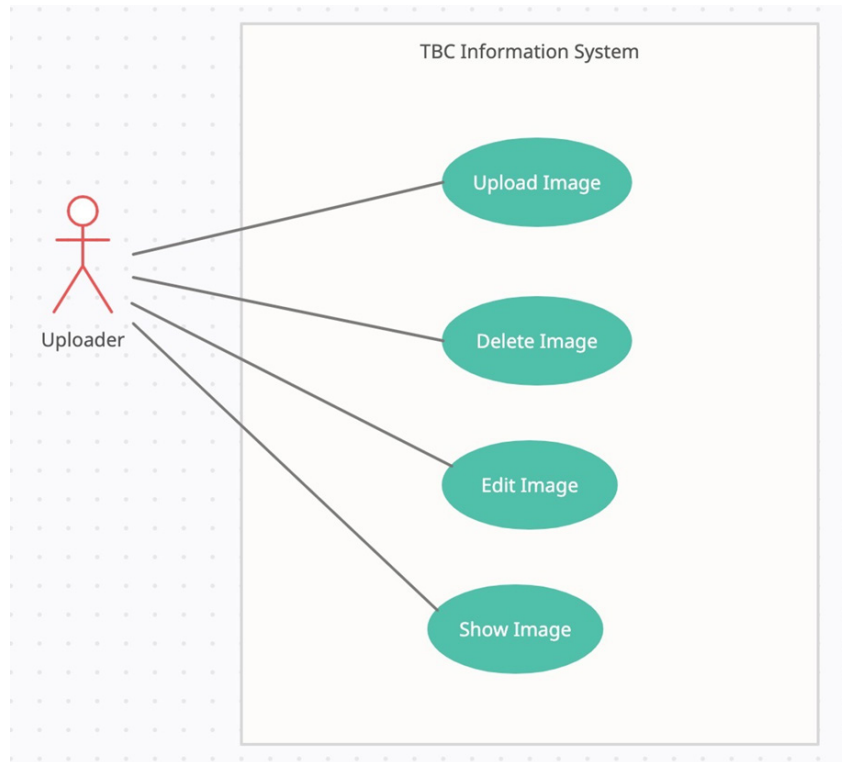 TBC Information System
Upload Image
Uploader
Delete Image
Edit Image
Show Image